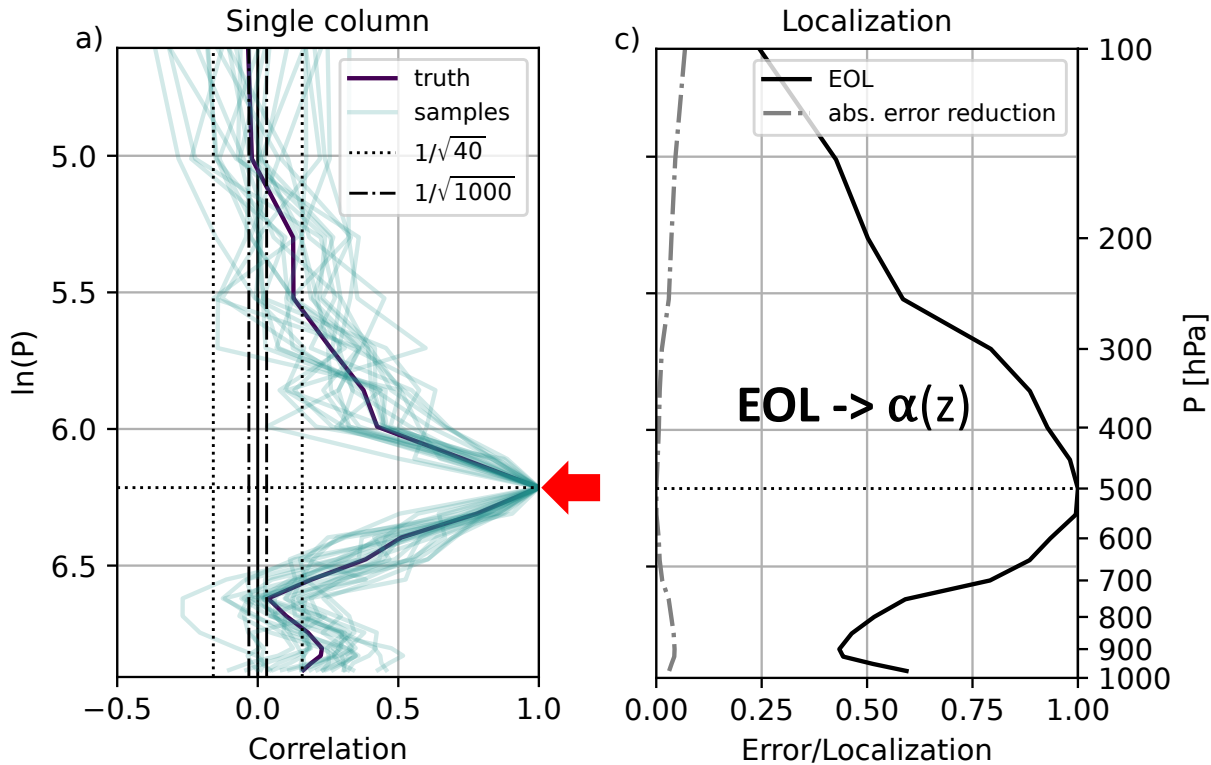 Single column
a)
truth
samples
1/√40
1/√1000
5.0
5.5
6.0
6.5
ln(P)
−0.5
0.0
0.5
1.0
Correlation
Localization
c)
EOL
abs. error reduction
EOL -> α(z)
100
200
300
400
500
600
700
800
900
1000
P [hPa]
0.00
0.25
0.50
0.75
1.00
Error/Localization